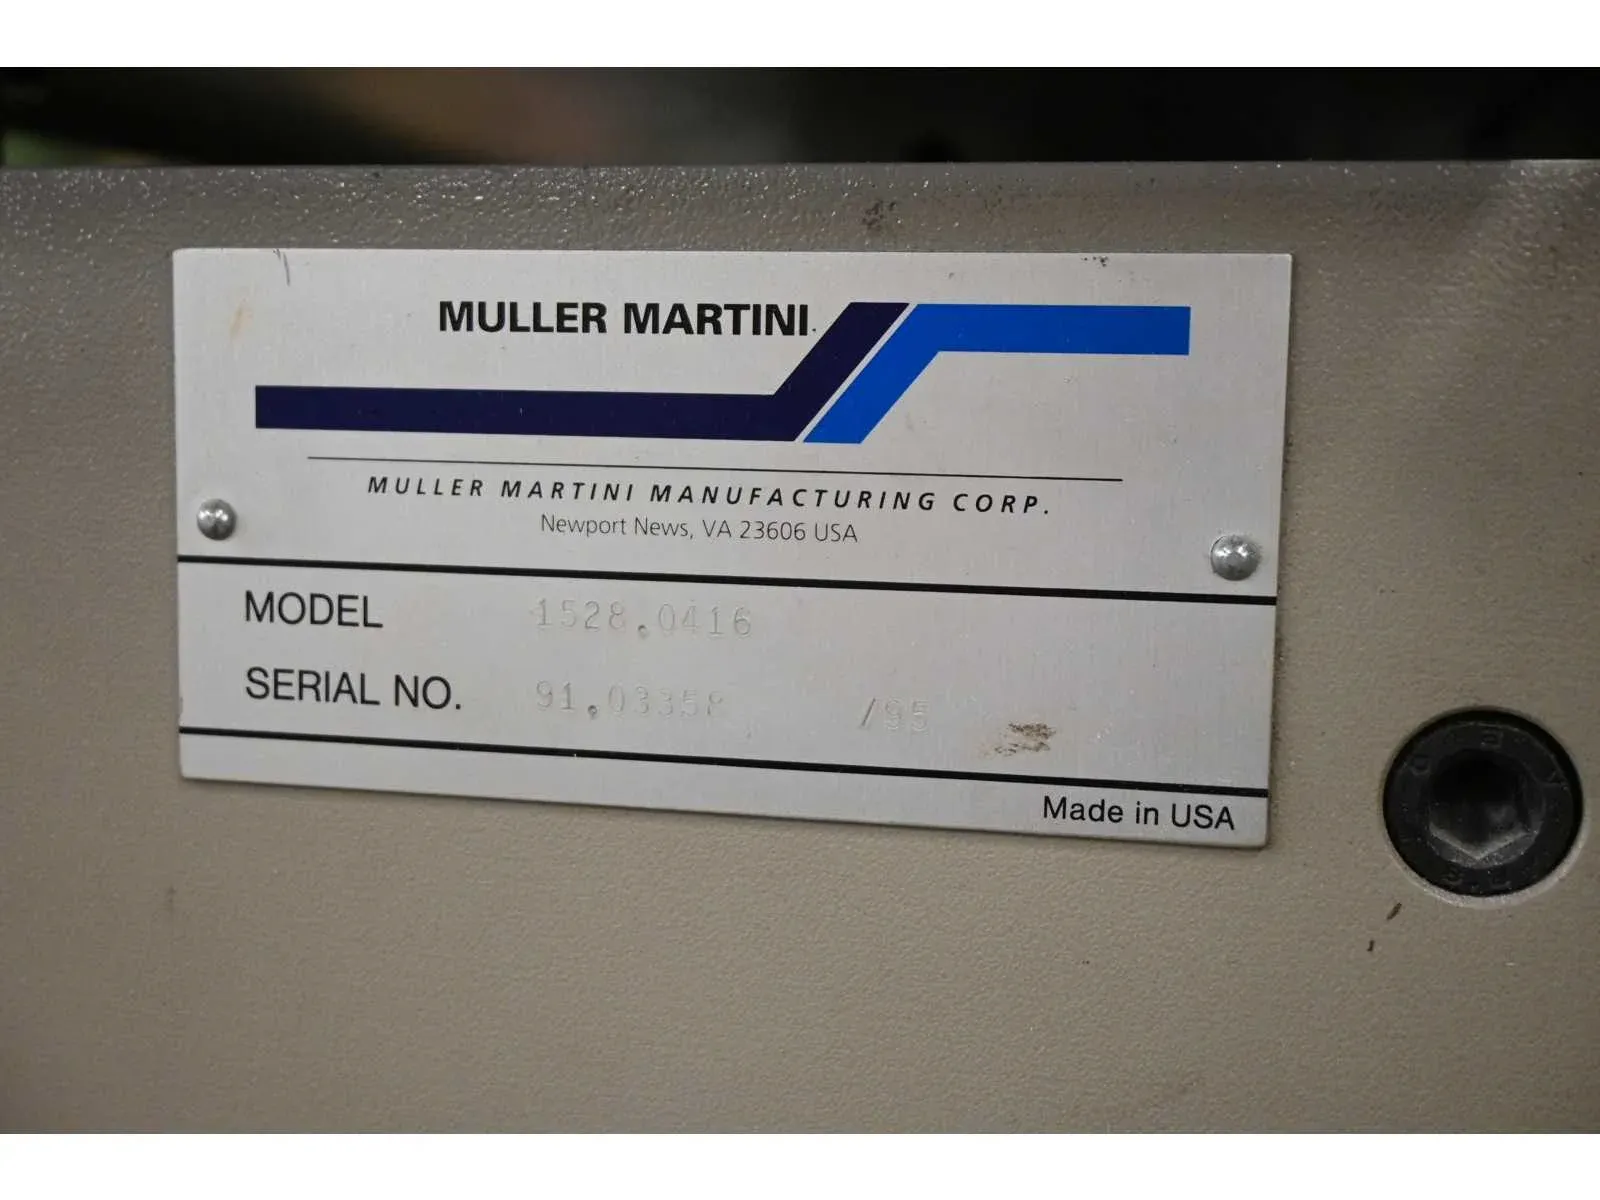 MULLER MARTINI
MULLER MARTINI MANUFACTURING CORP.
Newport News, VA 23606 USA
MODEL 1528.0416
SERIAL NO. 91.03358 /95
Made in USA